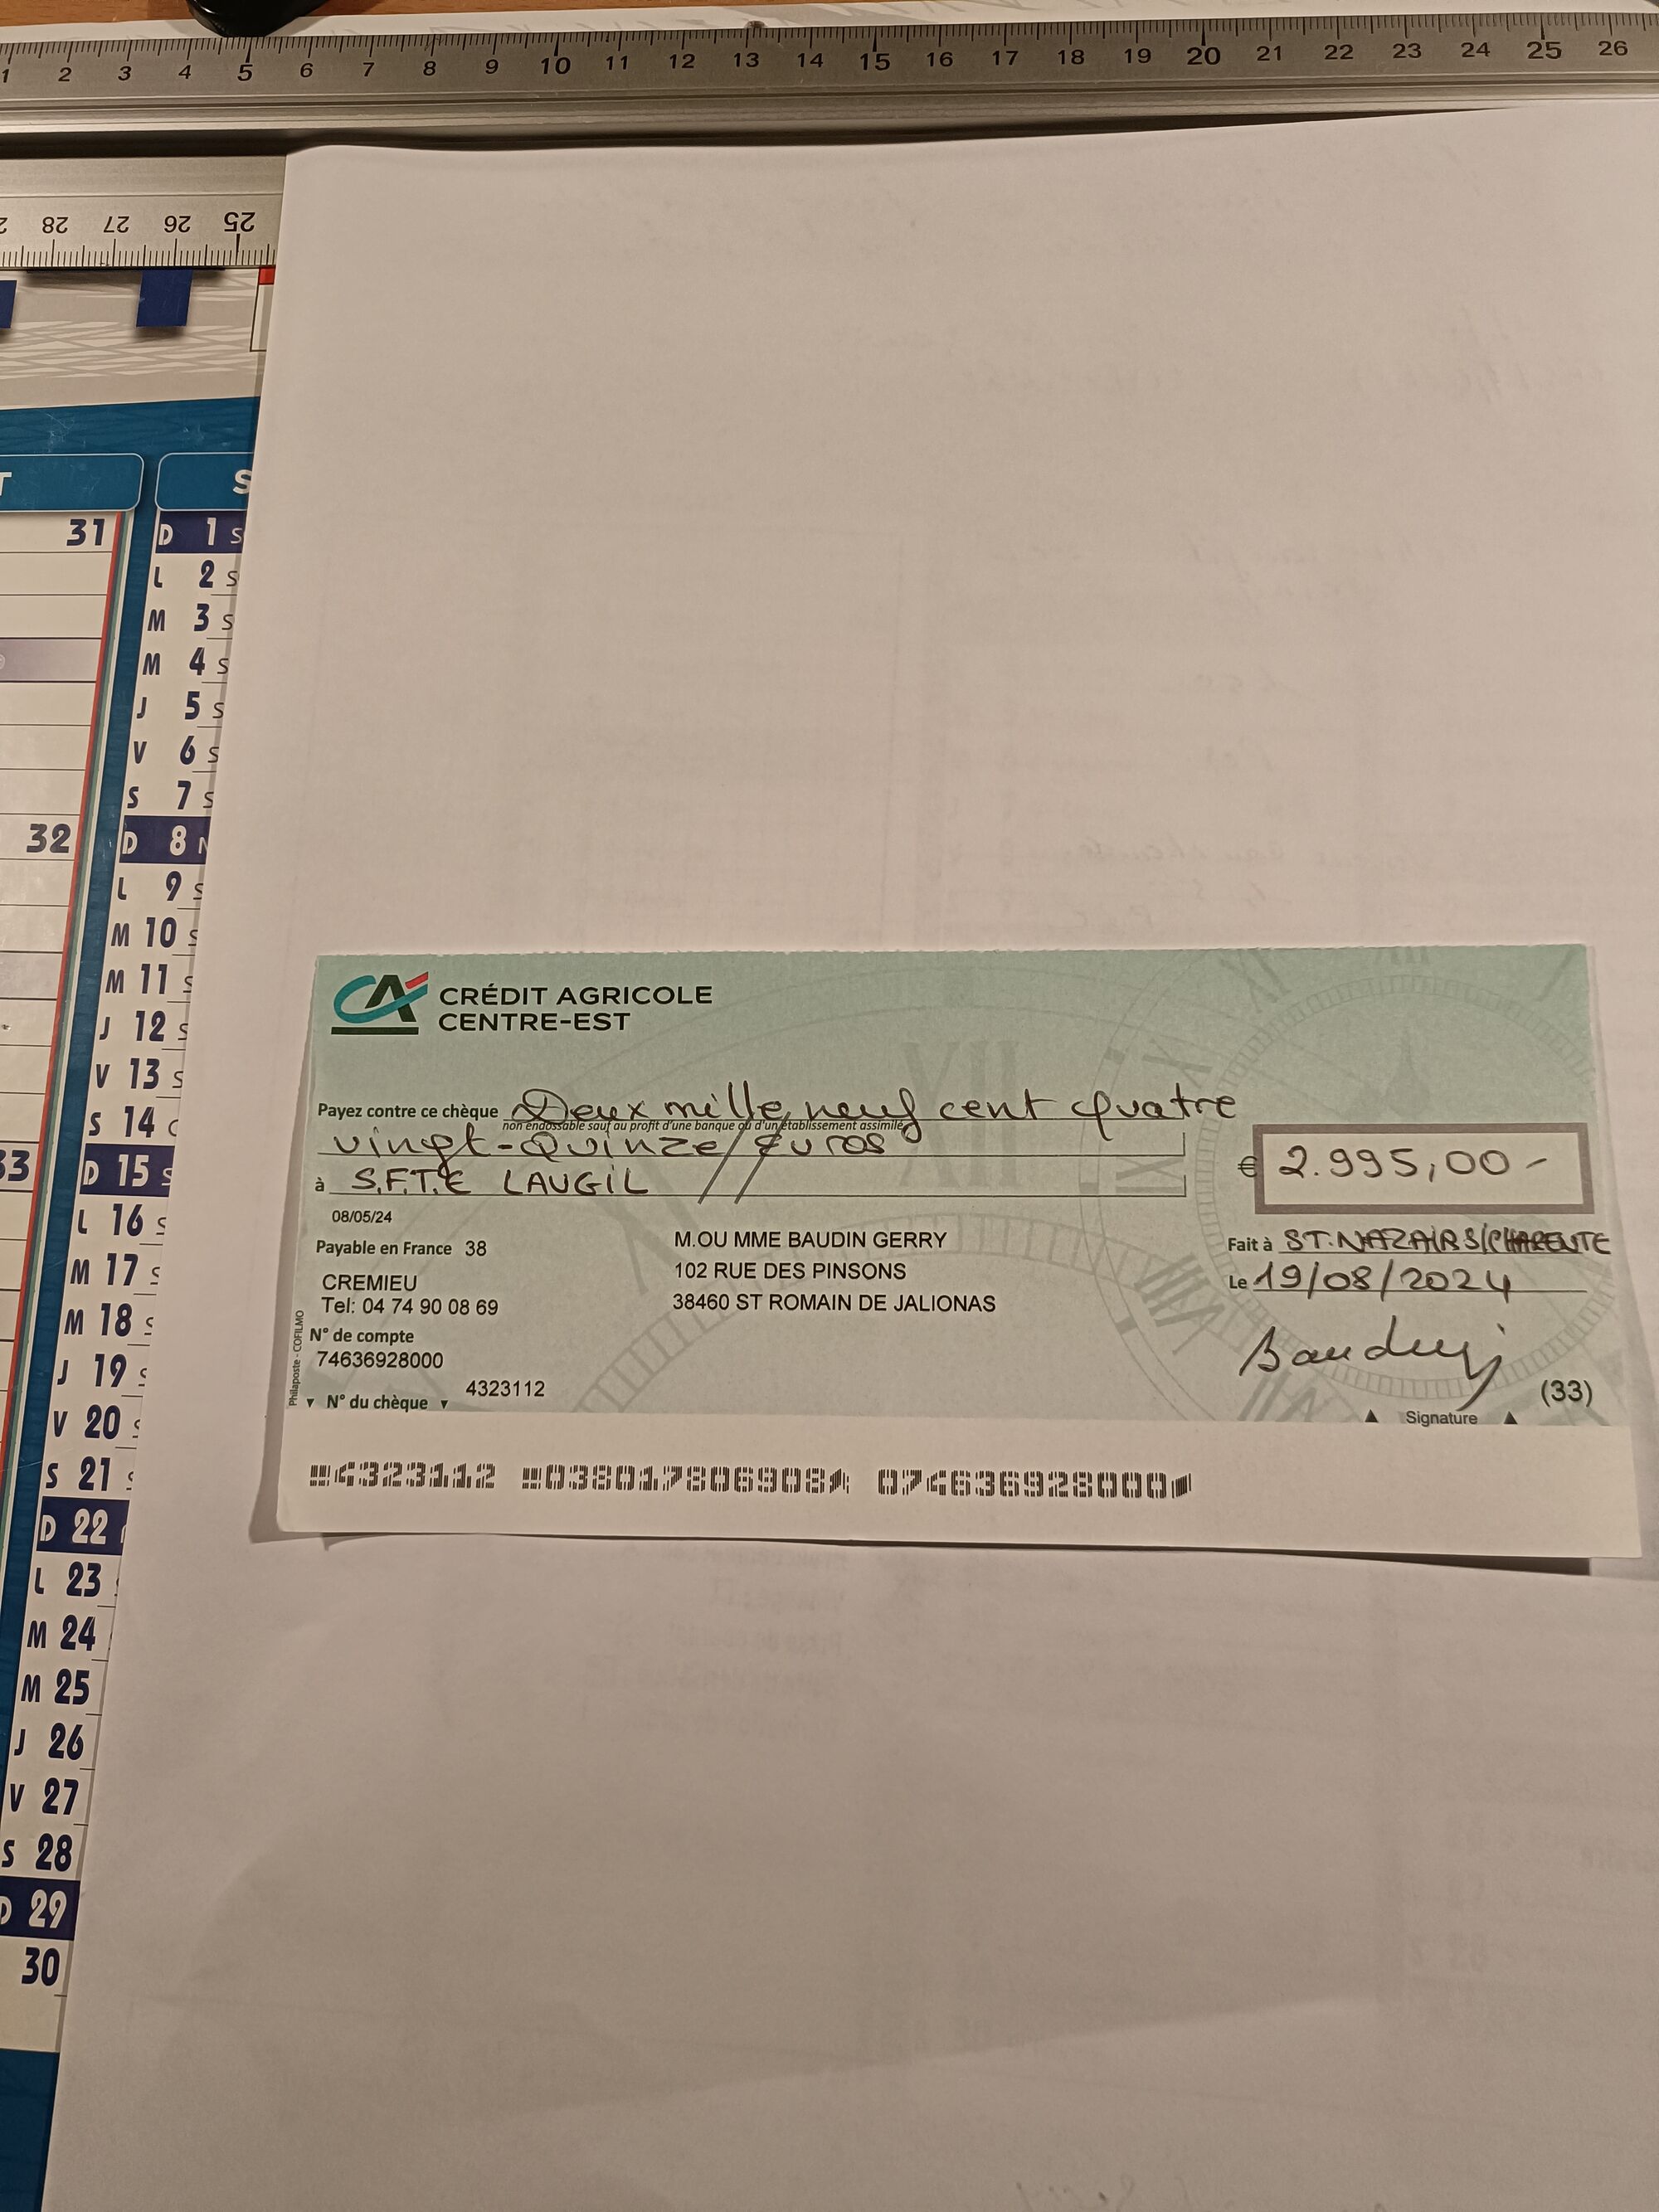 1 2 3 4 5 6 7 8 9 10 11 12 13 14 15 16 17 18 19 20 21 22 23 24 25 26
28 27 26 25
T
S
31
32
33
D 1 S
L 2 S
M 3 S
M 4 S
J 5 S
V 6 S
S 7 S
D 8 N
L 9 S
M 10 S
M 11 S
J 12 S
V 13 S
S 14
D 15 S
L 16 S
M 17 S
M 18 S
J 19 S
V 20 S
S 21 S
D 22
L 23
M 24
M 25
J 26
V 27
S 28
D 29
30
CRÉDIT AGRICOLE
CENTRE-EST
Payez contre ce chèque Deux mille neuf cent quatre
non endossable sauf au profit d'une banque ou d'un établissement assimilé
vingt-Quinze // Euros
à S.F.T.E LAUGIL
€ 2.995,00 -
08/05/24
Payable en France 38
CREMIEU
Tel: 04 74 90 08 69
N° de compte
74636928000
4323112
N° du chèque
Philaposte - COFILMO
M.OU MME BAUDIN GERRY
102 RUE DES PINSONS
38460 ST ROMAIN DE JALIONAS
Fait à ST.NAZAIRS/CHARENTE
Le 19/08/2024
(33)
Signature
4323112 038017806908 074636928000